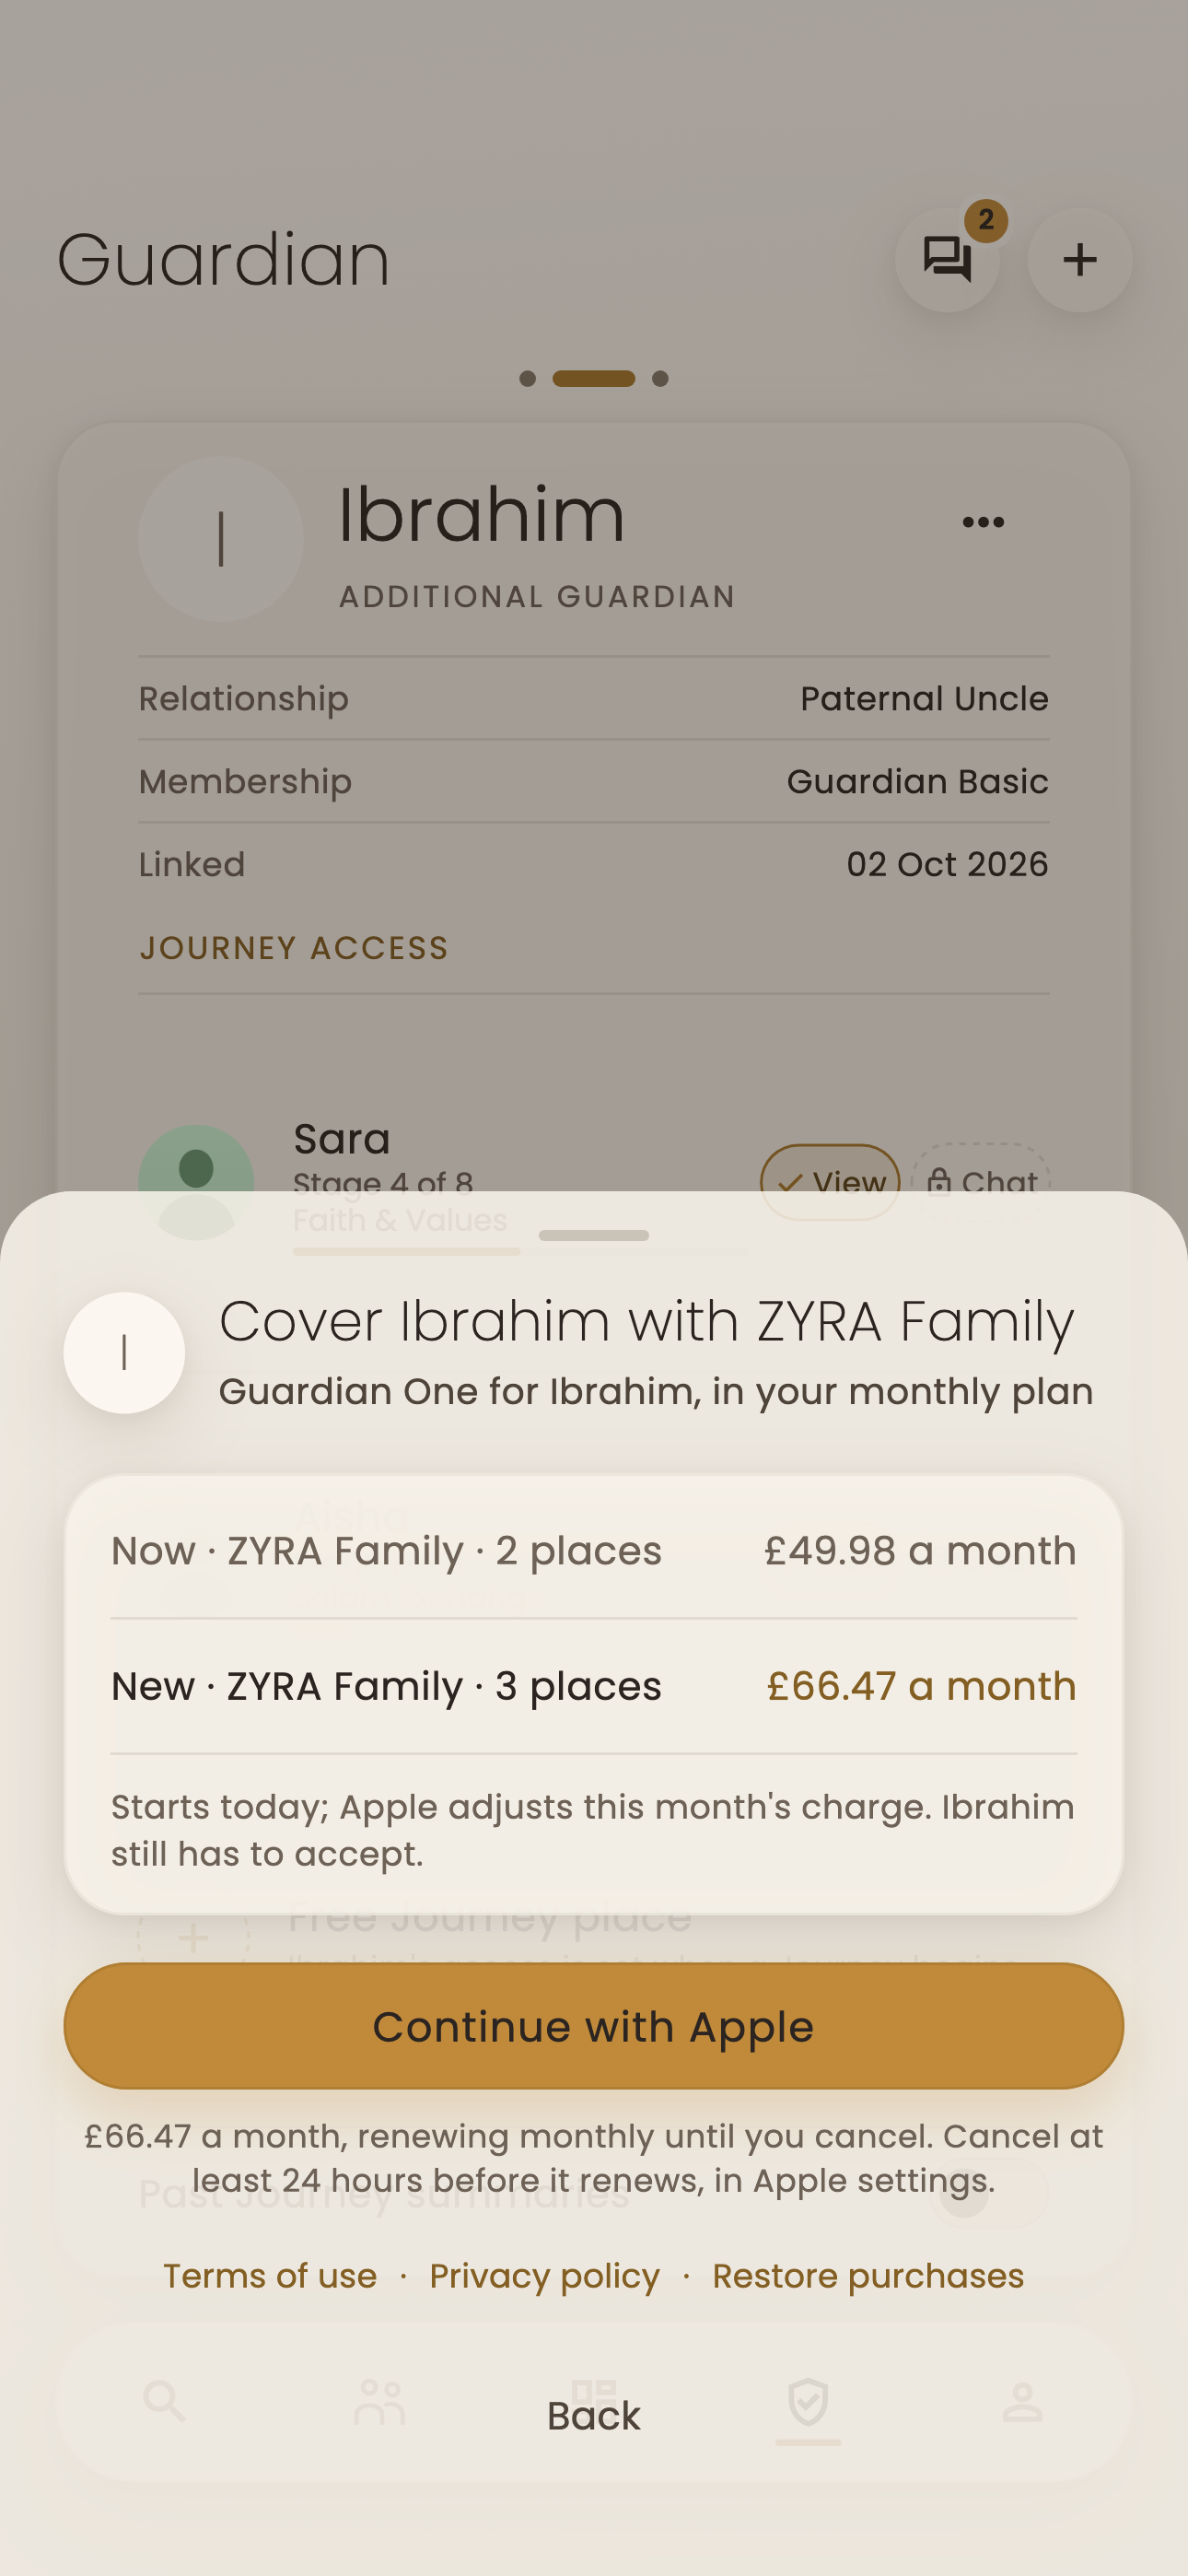 Guardian
2
I
Ibrahim
ADDITIONAL GUARDIAN
Relationship
Paternal Uncle
Membership
Guardian Basic
Linked
02 Oct 2026
JOURNEY ACCESS
Sara
Stage 4 of 8
Faith & Values
View
Chat
I
Cover Ibrahim with ZYRA Family
Guardian One for Ibrahim, in your monthly plan
Aisha
Now · ZYRA Family · 2 places
£49.98 a month
New · ZYRA Family · 3 places
£66.47 a month
Starts today; Apple adjusts this month's charge. Ibrahim
still has to accept.
Free Journey place
Continue with Apple
£66.47 a month, renewing monthly until you cancel. Cancel at
least 24 hours before it renews, in Apple settings.
Past Journey summaries
Terms of use · Privacy policy · Restore purchases
Back